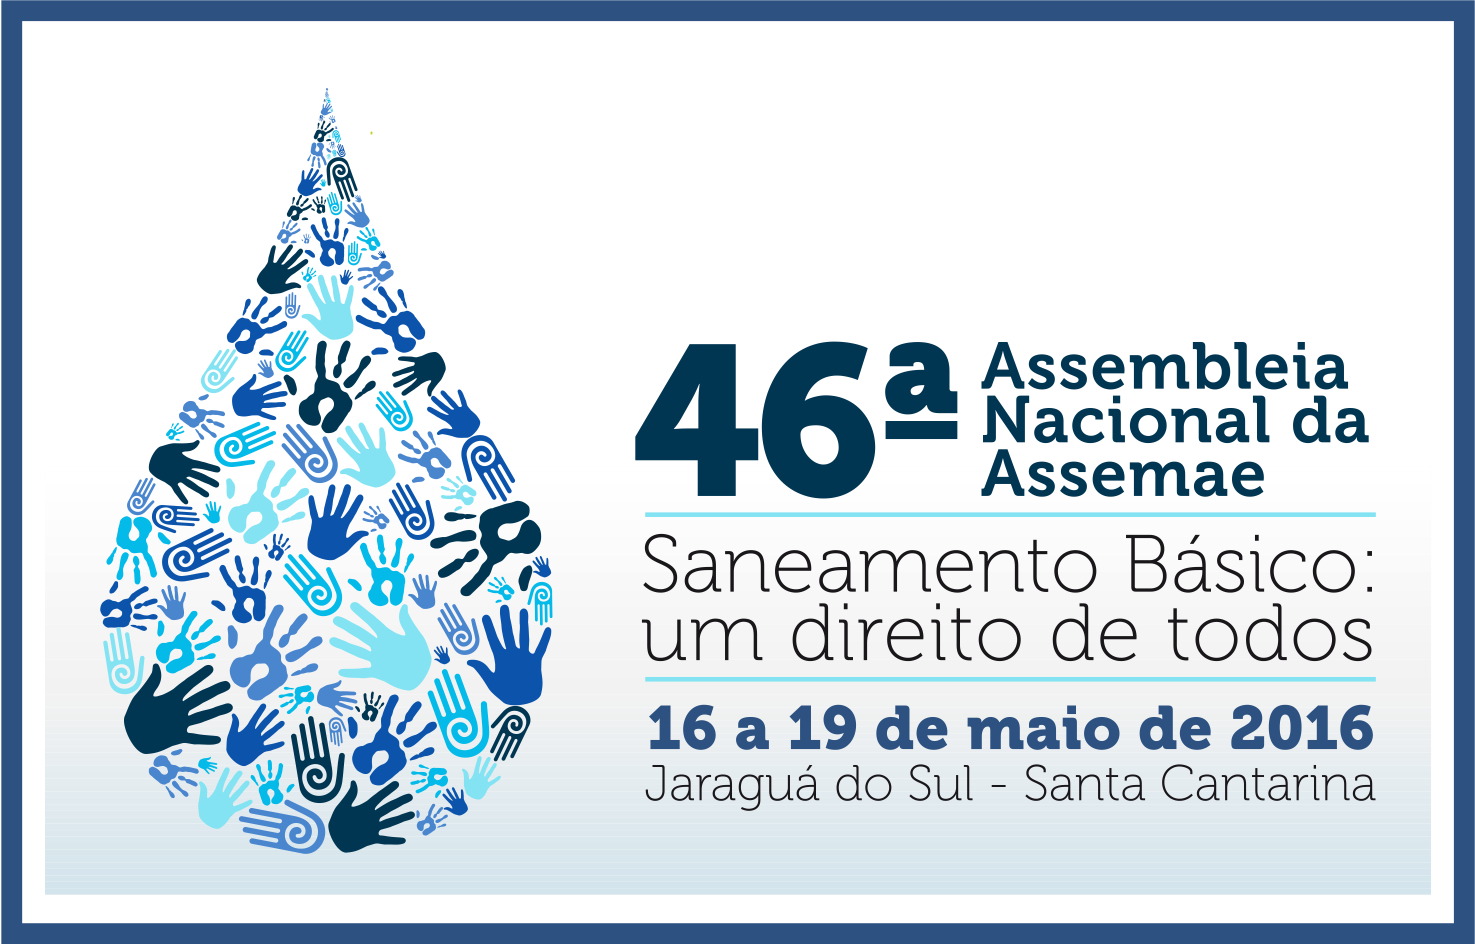 46ª Assembleia
Nacional da
Assemae
Saneamento Básico:
um direito de todos
16 a 19 de maio de 2016
Jaraguá do Sul - Santa Cantarina